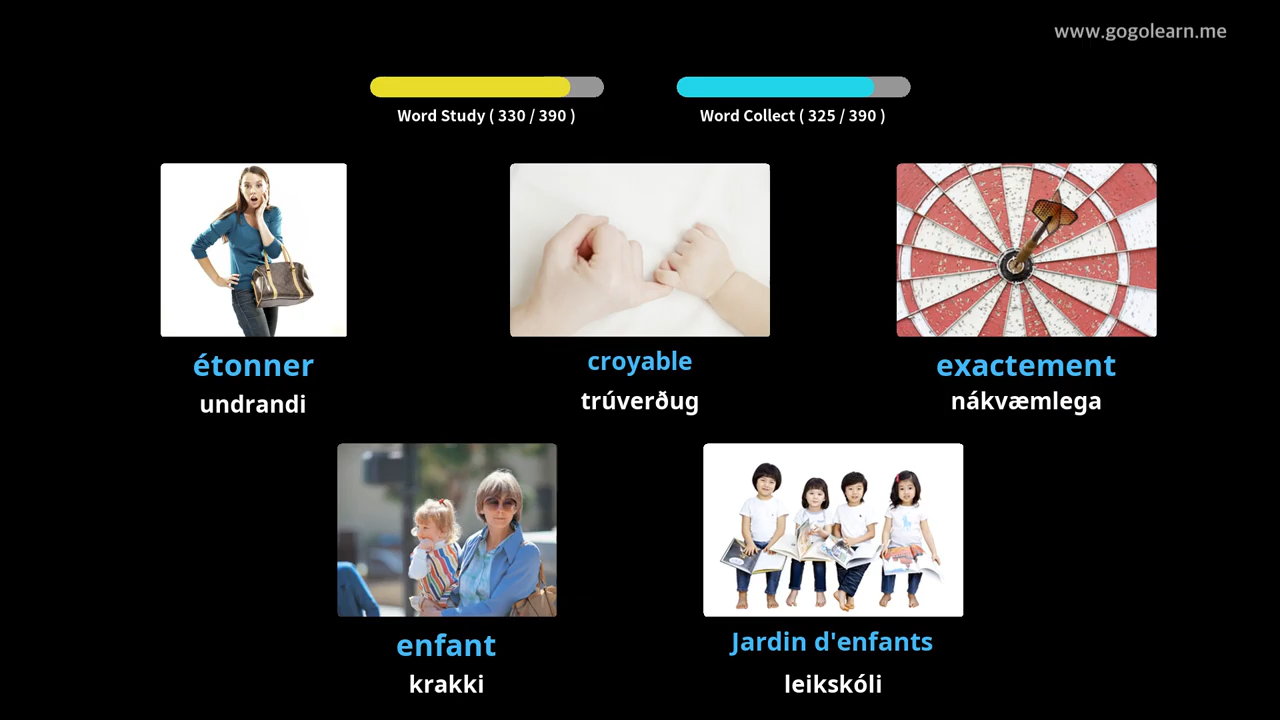 www.gogolearn.me
Word Study ( 330 / 390 )
Word Collect ( 325 / 390 )
étonner
undrandi
croyable
trúverðug
exactement
nákvæmlega
enfant
krakki
Jardin d'enfants
leikskóli